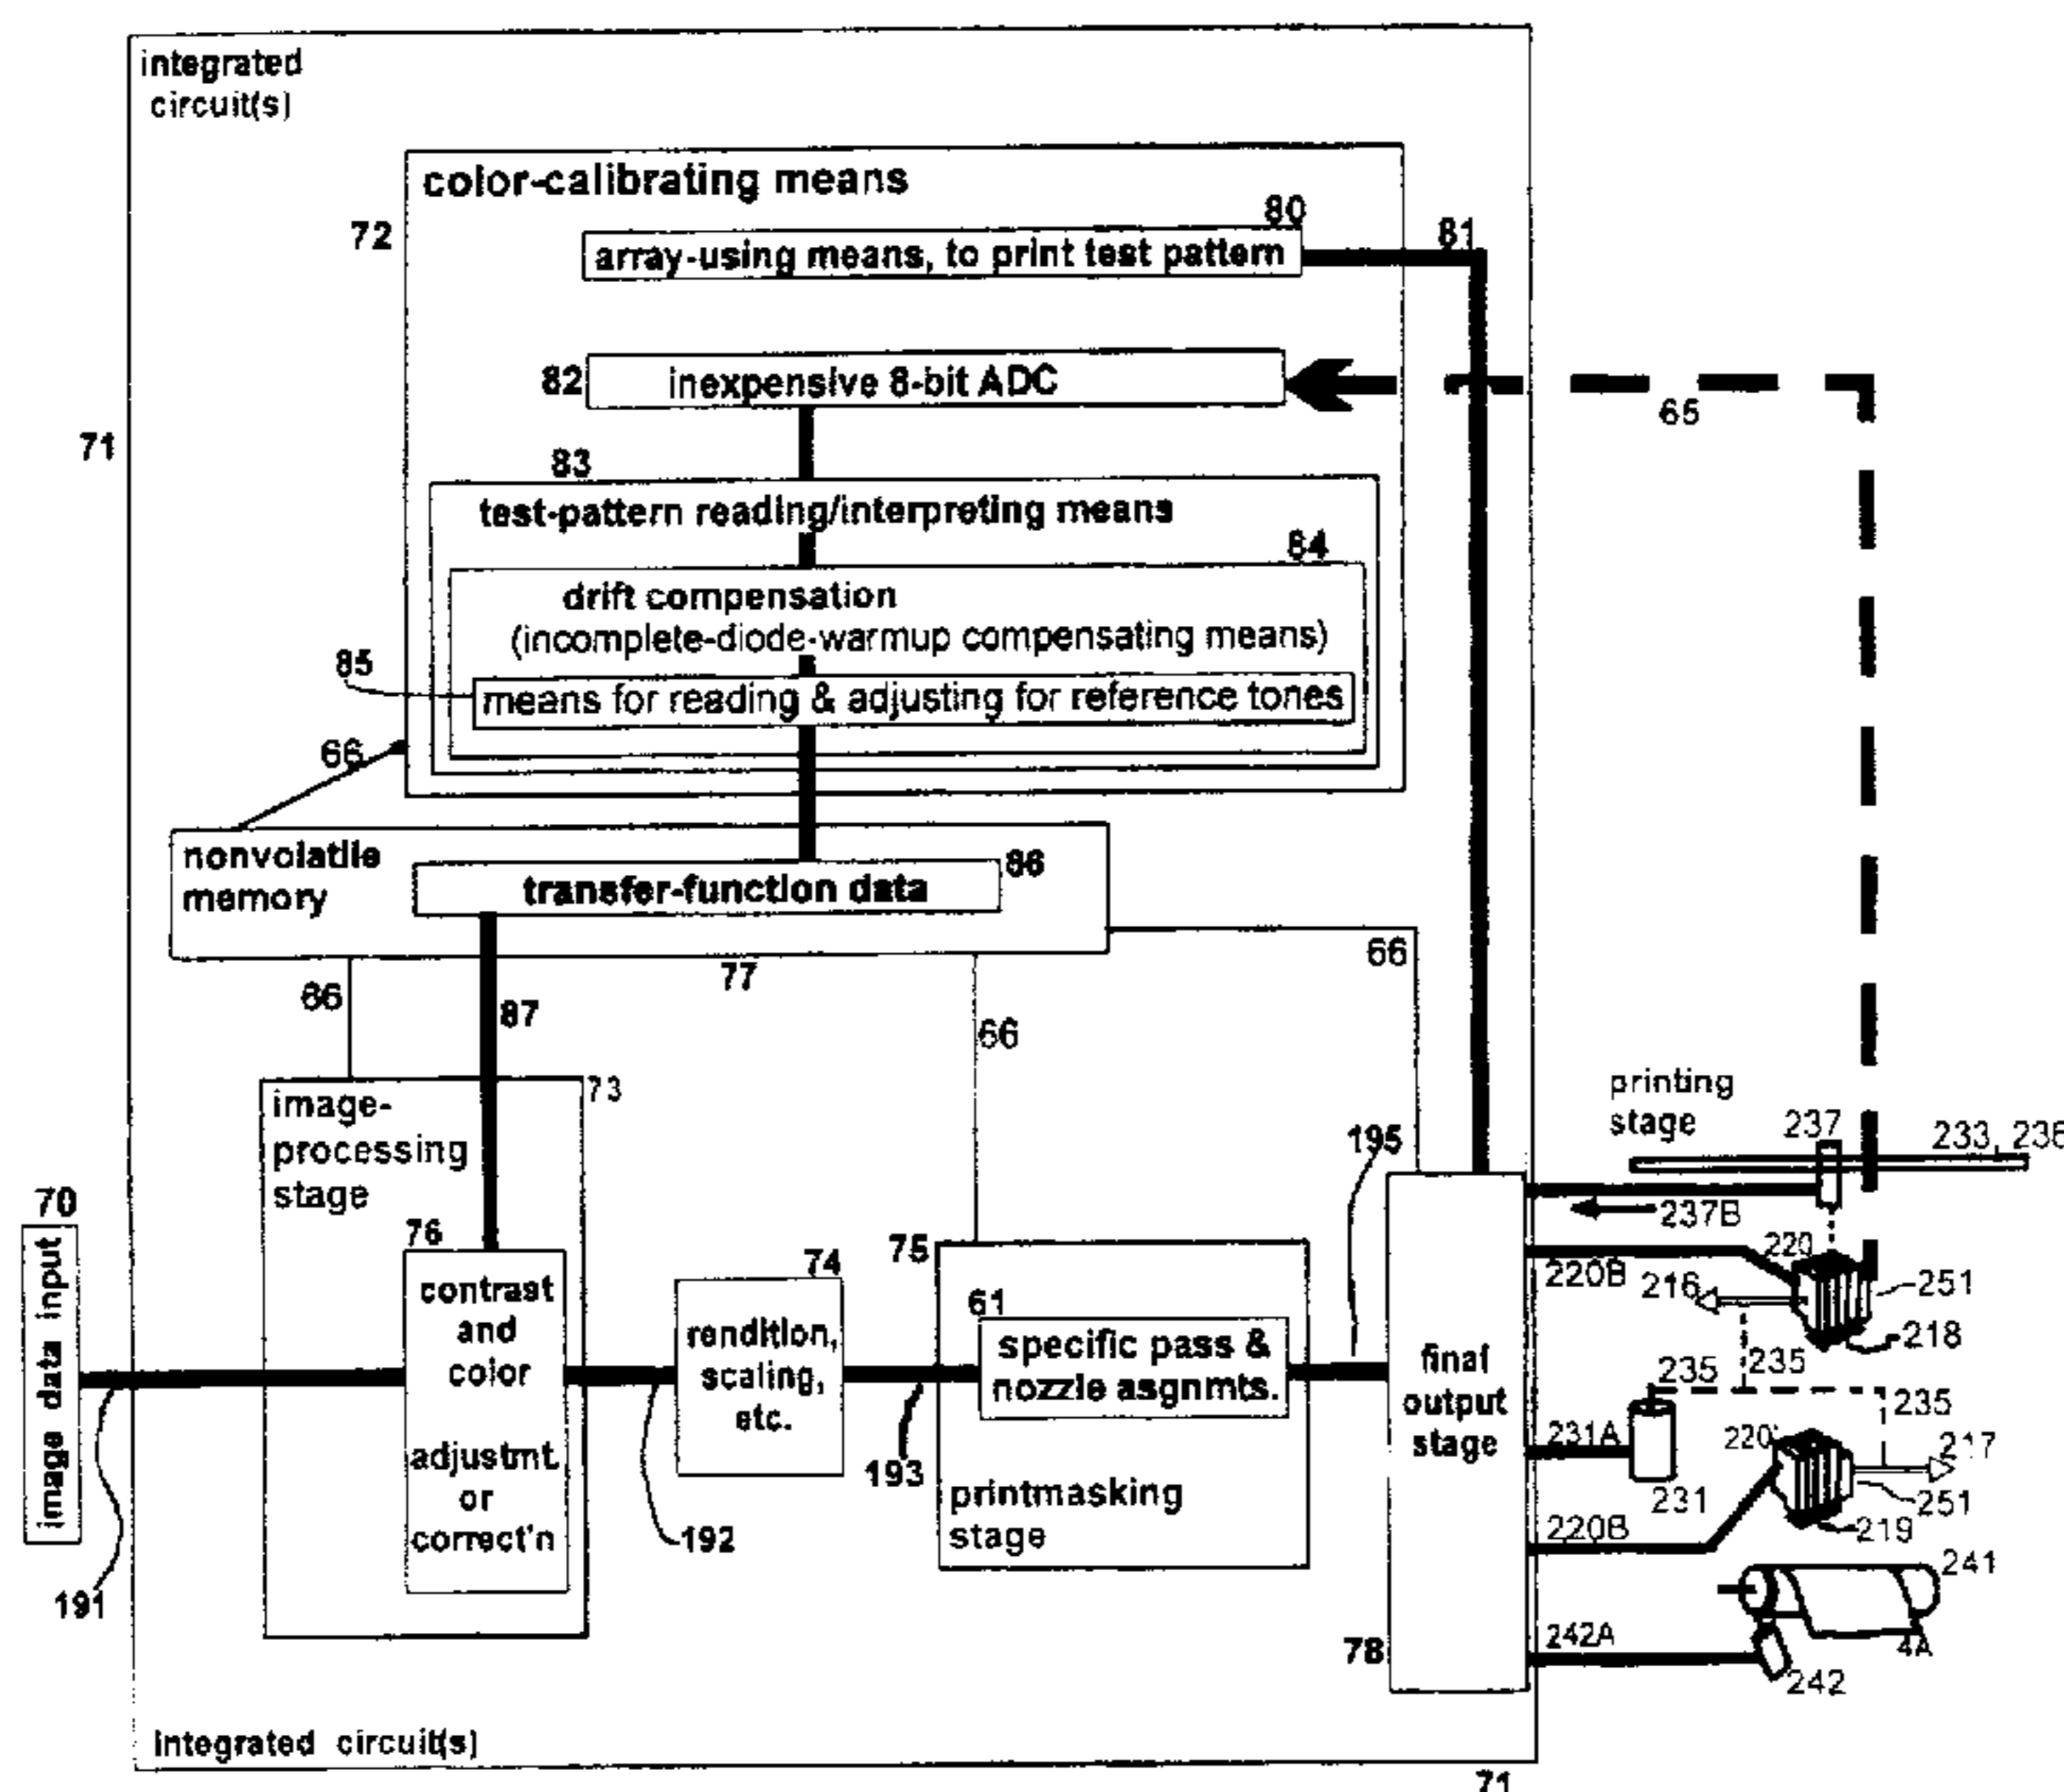 integrated
circuit(s)
color-calibrating means
72
80
array-using means, to print test pattern
81
82
inexpensive 8-bit ADC
65
71
83
test-pattern reading/interpreting means
84
drift compensation
(incomplete-diode-warmup compensating means)
85
means for reading & adjusting for reference tones
66
nonvolatile
memory
86
transfer-function data
77
66
66
87
66
73
image-
processing
stage
printing
stage
237
233, 236
195
237B
70
image data input
76
contrast
and
color
adjustmt.
or
correct'n
74
rendition,
scaling,
etc.
75
61
specific pass &
nozzle asgnmts.
printmasking
stage
final
output
stage
220
220B
216
251
218
235
235
235
231A
231
220'
217
251
219
220B
241
4A
242A
242
78
191
192
193
integrated circuit(s)
71